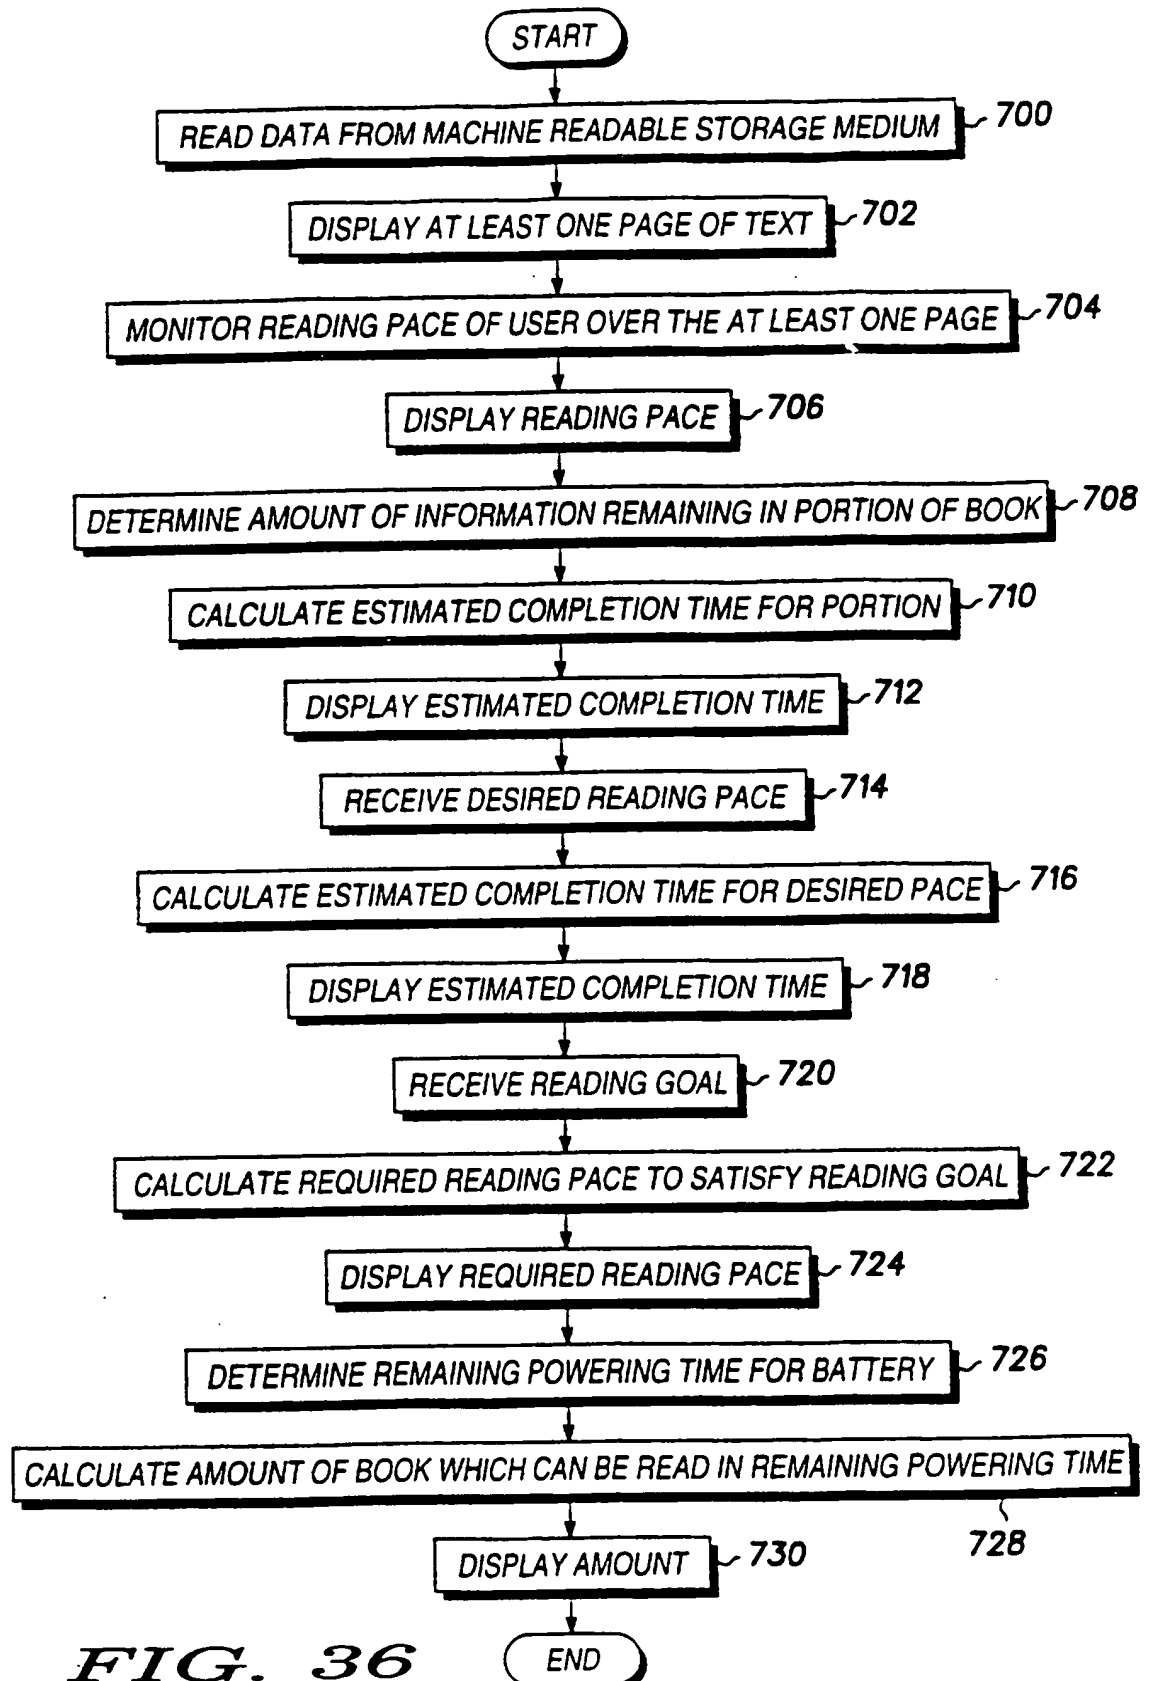 START
READ DATA FROM MACHINE READABLE STORAGE MEDIUM 700
DISPLAY AT LEAST ONE PAGE OF TEXT 702
MONITOR READING PACE OF USER OVER THE AT LEAST ONE PAGE 704
DISPLAY READING PACE 706
DETERMINE AMOUNT OF INFORMATION REMAINING IN PORTION OF BOOK 708
CALCULATE ESTIMATED COMPLETION TIME FOR PORTION 710
DISPLAY ESTIMATED COMPLETION TIME 712
RECEIVE DESIRED READING PACE 714
CALCULATE ESTIMATED COMPLETION TIME FOR DESIRED PACE 716
DISPLAY ESTIMATED COMPLETION TIME 718
RECEIVE READING GOAL 720
CALCULATE REQUIRED READING PACE TO SATISFY READING GOAL 722
DISPLAY REQUIRED READING PACE 724
DETERMINE REMAINING POWERING TIME FOR BATTERY 726
CALCULATE AMOUNT OF BOOK WHICH CAN BE READ IN REMAINING POWERING TIME
728
DISPLAY AMOUNT 730
END
FIG. 36